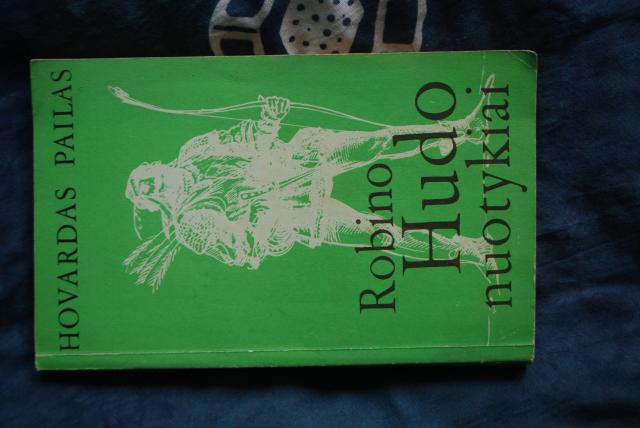 HOVARDAS PAILAS
Robino
Hudo
nuotykiai